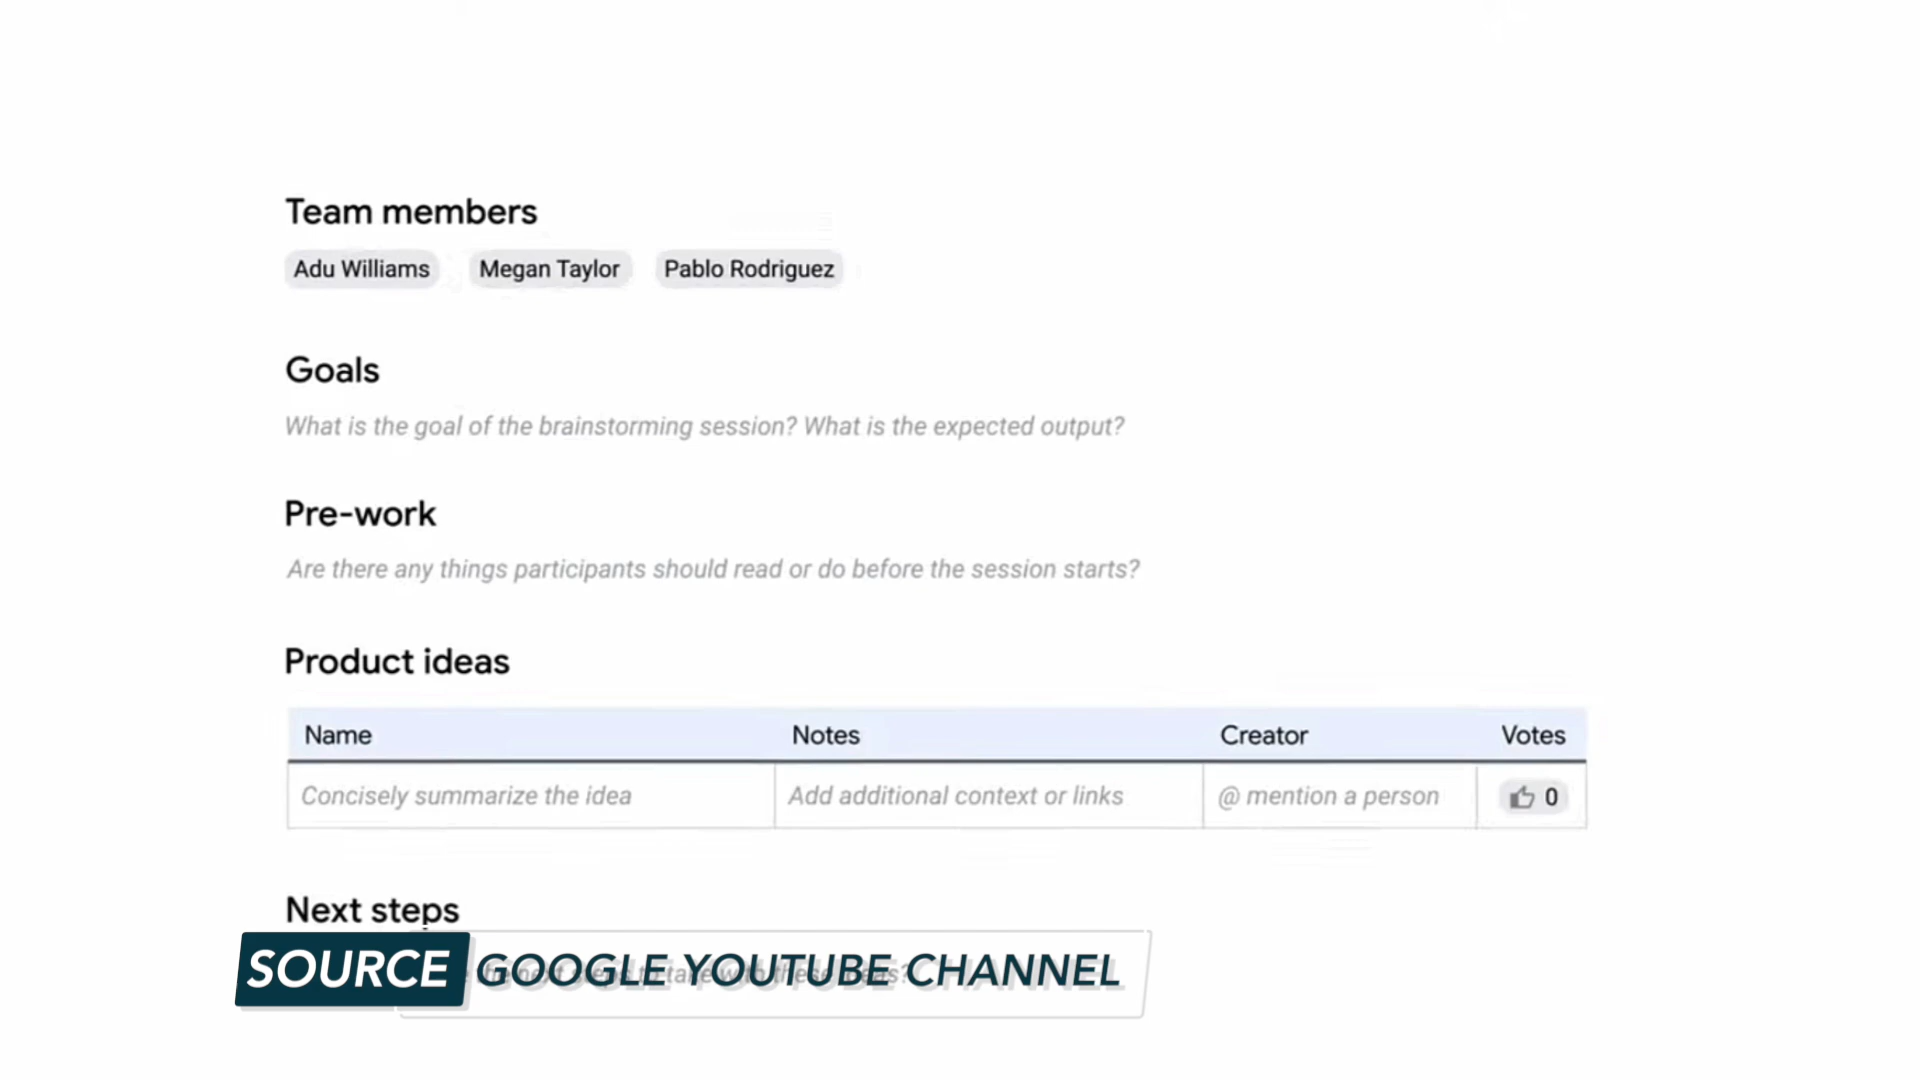 Team members
Adu Williams Megan Taylor Pablo Rodriguez
Goals
What is the goal of the brainstorming session? What is the expected output?
Pre-work
Are there any things participants should read or do before the session starts?
Product ideas
Name Notes Creator Votes
Concisely summarize the idea Add additional context or links @ mention a person 0
Next steps
SOURCE GOOGLE YOUTUBE CHANNEL